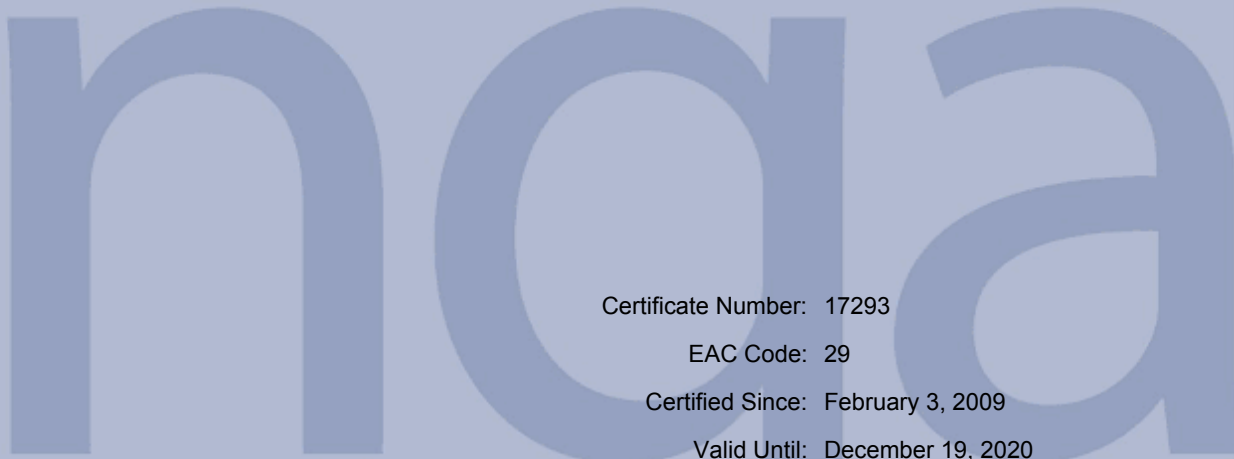 nqa
Certificate Number: 17293
EAC Code: 29
Certified Since: February 3, 2009
Valid Until: December 19, 2020